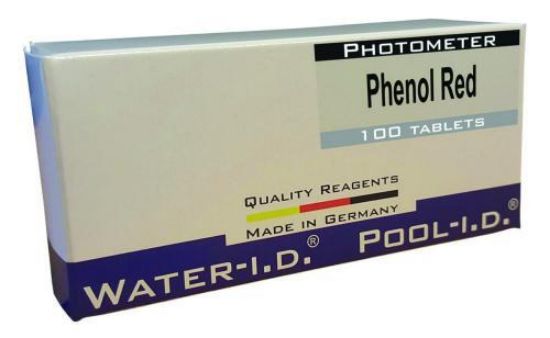 PHOTOMETER
Phenol Red
100 TABLETS
QUALITY REAGENTS
MADE IN GERMANY
WATER-I.D.® POOL-I.D.®